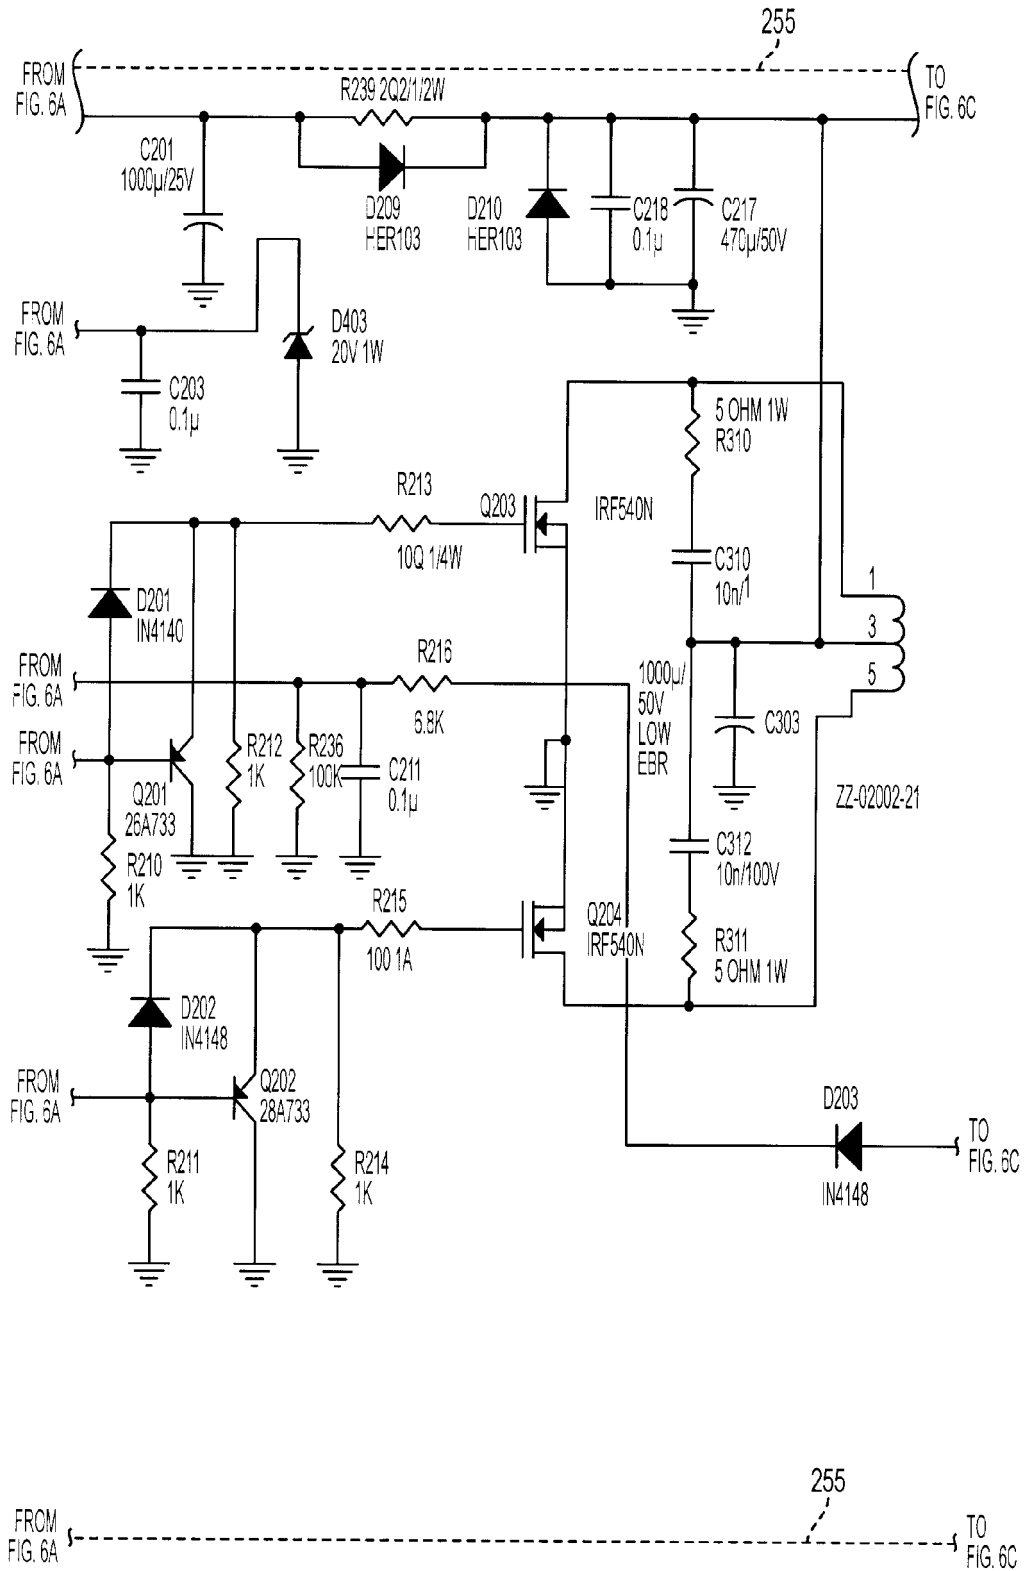 255
FROM
FIG. 6A
R239 2Q2/1/2W
TO
FIG. 6C
C201
1000µ/25V
D209
HER103
D210
HER103
C218
0.1µ
C217
470µ/50V
FROM
FIG. 6A
D403
20V 1W
C203
0.1µ
5 OHM 1W
R310
R213
10Q 1/4W
Q203
IRF540N
C310
10n/1
D201
IN4140
1
3
5
FROM
FIG. 6A
R216
6.8K
1000µ/
50V
LOW
EBR
C303
FROM
FIG. 6A
Q201
26A733
R212
1K
R236
100K
C211
0.1µ
ZZ-02002-21
R210
1K
C312
10n/100V
R215
100 1A
Q204
IRF540N
R311
5 OHM 1W
D202
IN4148
FROM
FIG. 6A
Q202
28A733
D203
IN4148
TO
FIG. 6C
R211
1K
R214
1K
255
FROM
FIG. 6A
TO
FIG. 6C